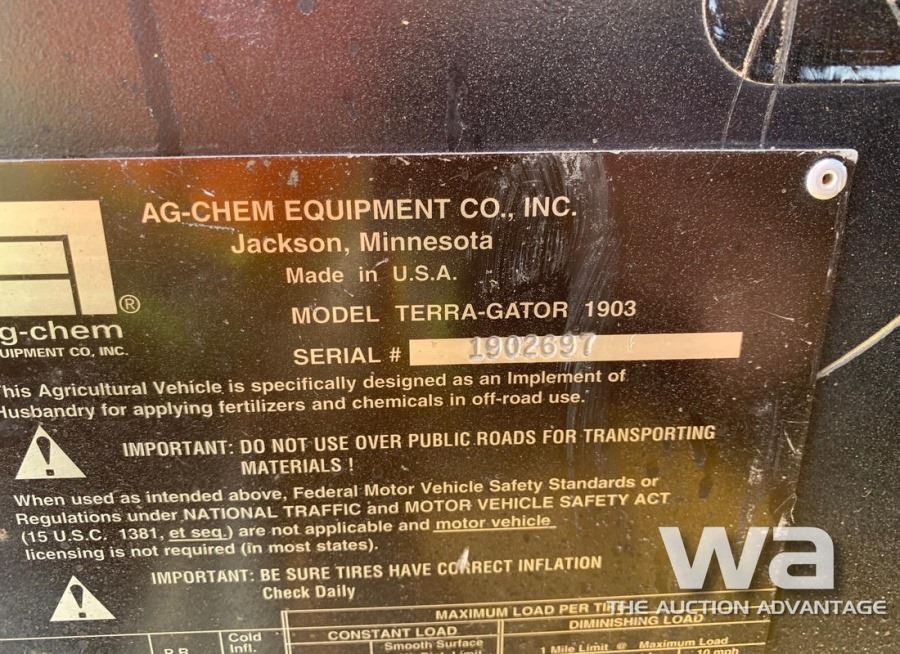 AG-CHEM EQUIPMENT CO., INC.
Jackson, Minnesota
Made in U.S.A.
®
g-chem
UIPMENT CO, INC.
MODEL TERRA-GATOR 1903
SERIAL # 1902697
his Agricultural Vehicle is specifically designed as an Implement of
Husbandry for applying fertilizers and chemicals in off-road use.
IMPORTANT: DO NOT USE OVER PUBLIC ROADS FOR TRANSPORTING
MATERIALS !
When used as intended above, Federal Motor Vehicle Safety Standards or
Regulations under NATIONAL TRAFFIC and MOTOR VEHICLE SAFETY ACT
(15 U.S.C. 1381, et seq.) are not applicable and motor vehicle
licensing is not required (in most states).
IMPORTANT: BE SURE TIRES HAVE CORRECT INFLATION
Check Daily
MAXIMUM LOAD PER
CONSTANT LOAD DIMINISHING LOAD
Cold Smooth Surface 1 Mile Limit @ Maximum Load
Infl. 10 mph
wa
THE AUCTION ADVANTAGE